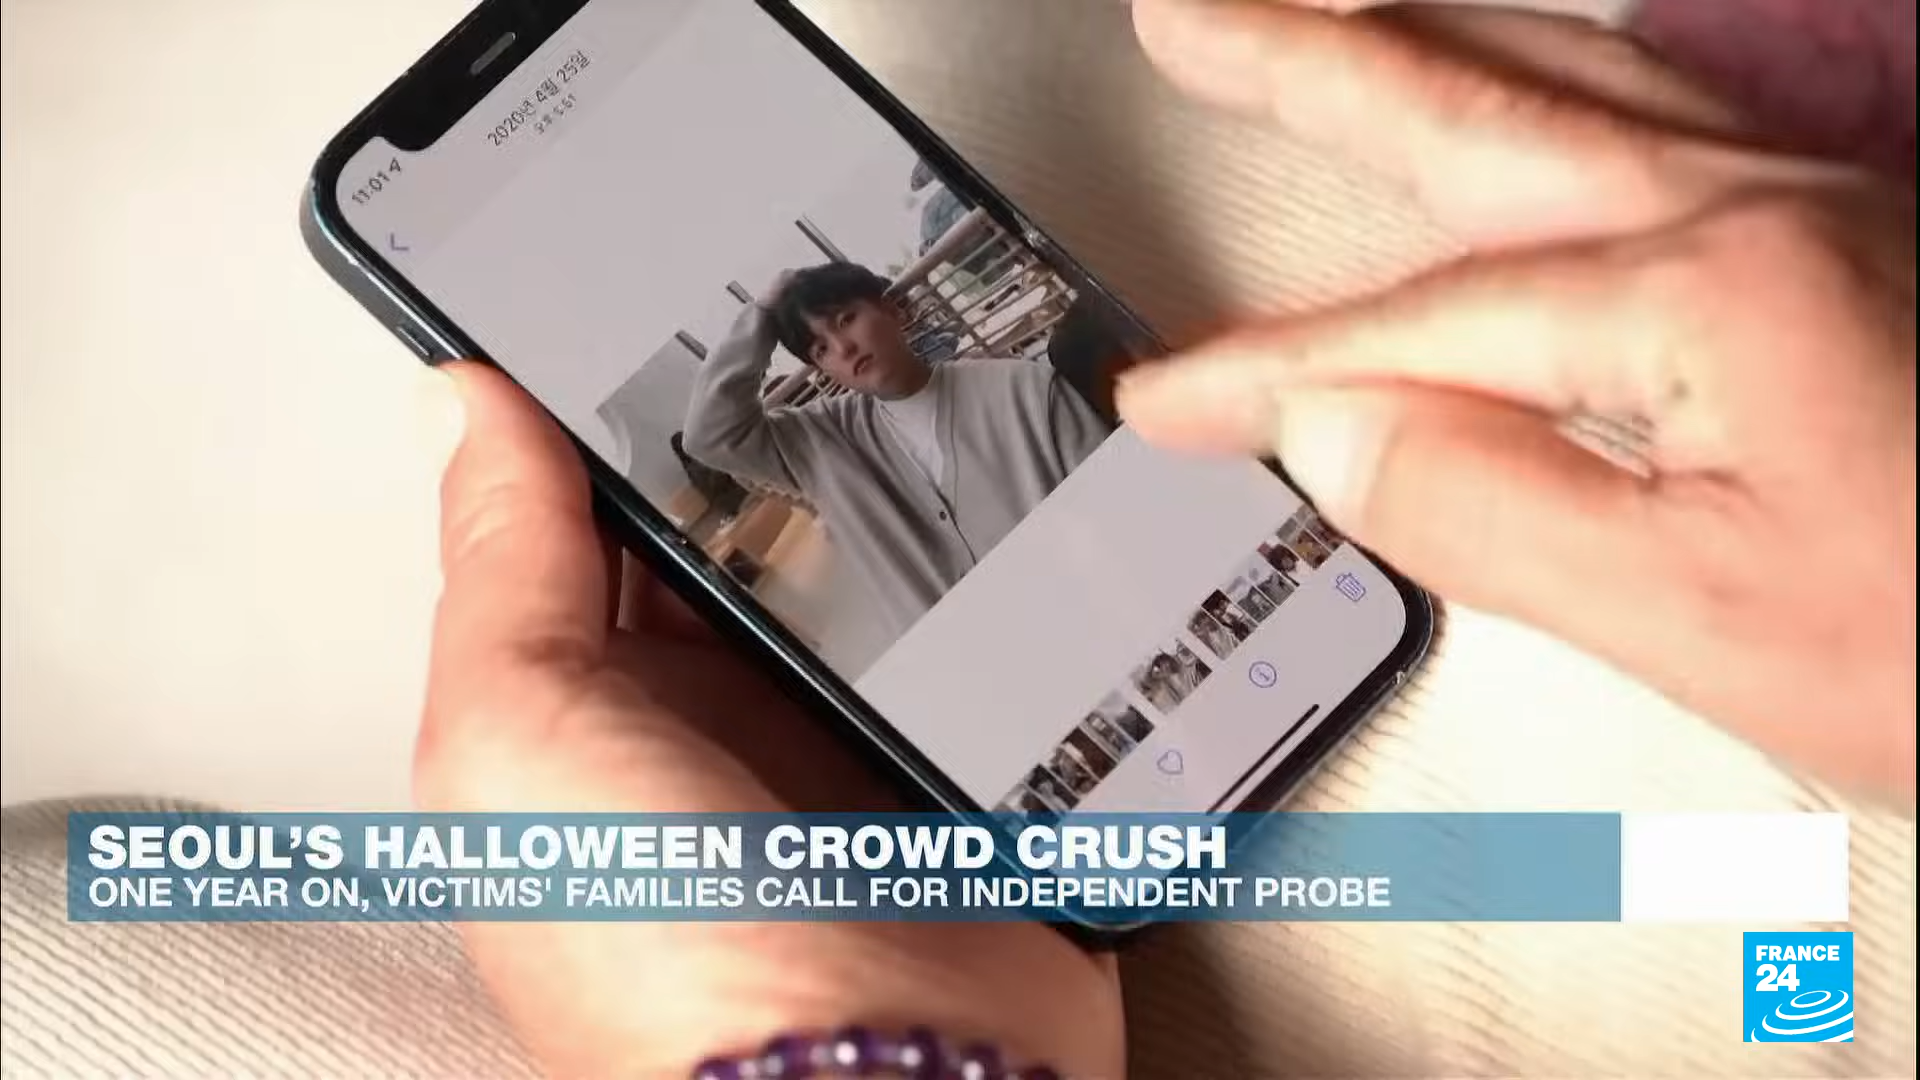 2020년 4월 25일
11:01
SEOUL'S HALLOWEEN CROWD CRUSH
ONE YEAR ON, VICTIMS' FAMILIES CALL FOR INDEPENDENT PROBE
FRANCE
24